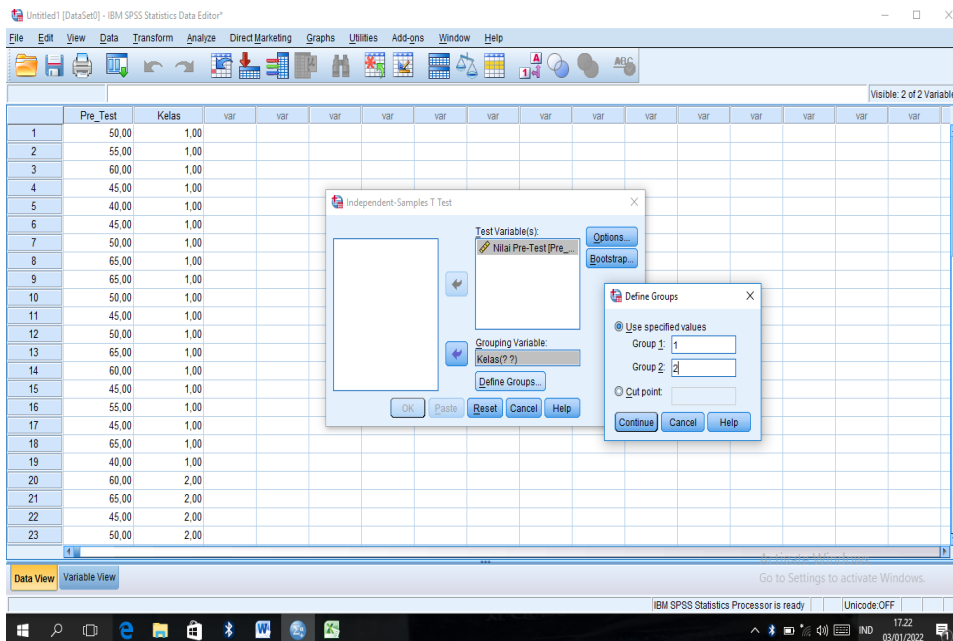 Untitled1 [DataSet0] - IBM SPSS Statistics Data Editor*
File Edit View Data Transform Analyze Direct Marketing Graphs Utilities Add-ons Window Help
Visible: 2 of 2 Variable
Pre_Test Kelas var var var var var var var var var var var var var var
1 50,00 1,00
2 55,00 1,00
3 60,00 1,00
4 45,00 1,00
5 40,00 1,00
6 45,00 1,00
7 50,00 1,00
8 65,00 1,00
9 65,00 1,00
10 50,00 1,00
11 45,00 1,00
12 50,00 1,00
13 65,00 1,00
14 60,00 1,00
15 45,00 1,00
16 55,00 1,00
17 45,00 1,00
18 65,00 1,00
19 40,00 1,00
20 60,00 2,00
21 65,00 2,00
22 45,00 2,00
23 50,00 2,00
Independent-Samples T Test
Test Variable(s):
Nilai Pre-Test [Pre_...
Options...
Bootstrap...
Grouping Variable:
Kelas(? ?)
Define Groups...
OK Paste Reset Cancel Help
Define Groups
Use specified values
Group 1: 1
Group 2: 2
Cut point:
Continue Cancel Help
Activate Windows
Go to Settings to activate Windows.
Data View Variable View
IBM SPSS Statistics Processor is ready Unicode:OFF
IND 17.22
03/01/2022